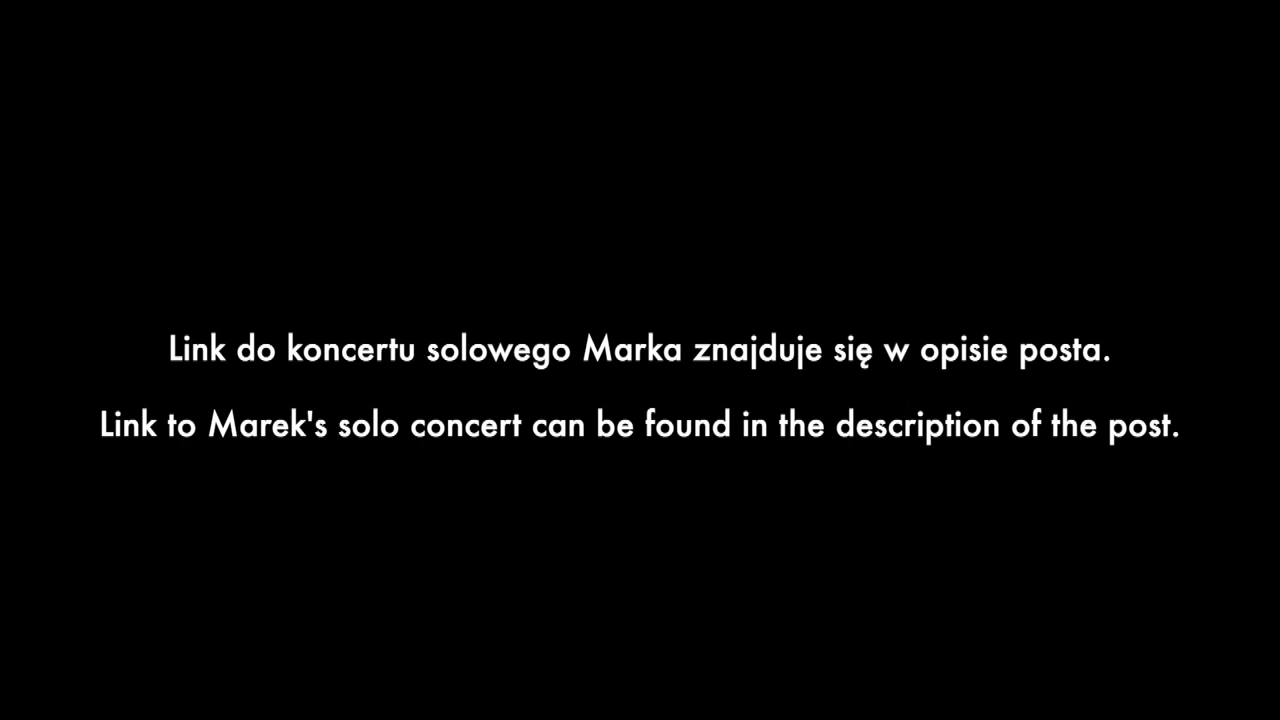 Link do koncertu solowego Marka znajduje się w opisie posta.
Link to Marek's solo concert can be found in the description of the post.